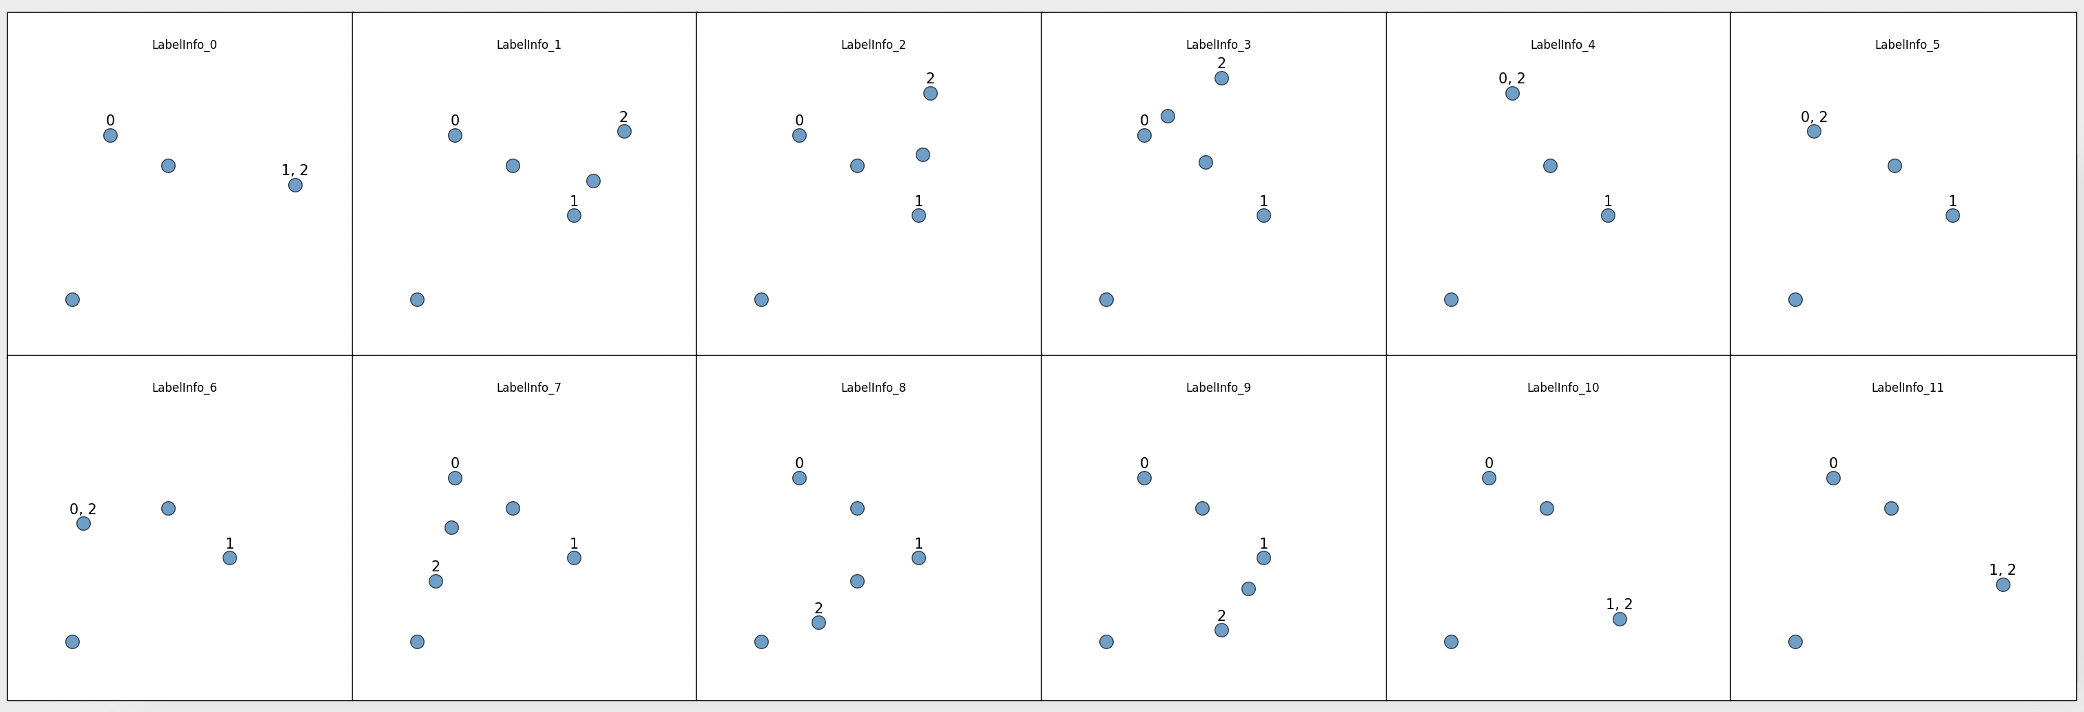 LabelInfo_0
0
1, 2
LabelInfo_1
0
2
1
LabelInfo_2
2
0
1
LabelInfo_3
2
0
1
LabelInfo_4
0, 2
1
LabelInfo_5
0, 2
1
LabelInfo_6
0, 2
1
LabelInfo_7
0
1
2
LabelInfo_8
0
1
2
LabelInfo_9
0
1
2
LabelInfo_10
0
1, 2
LabelInfo_11
0
1, 2